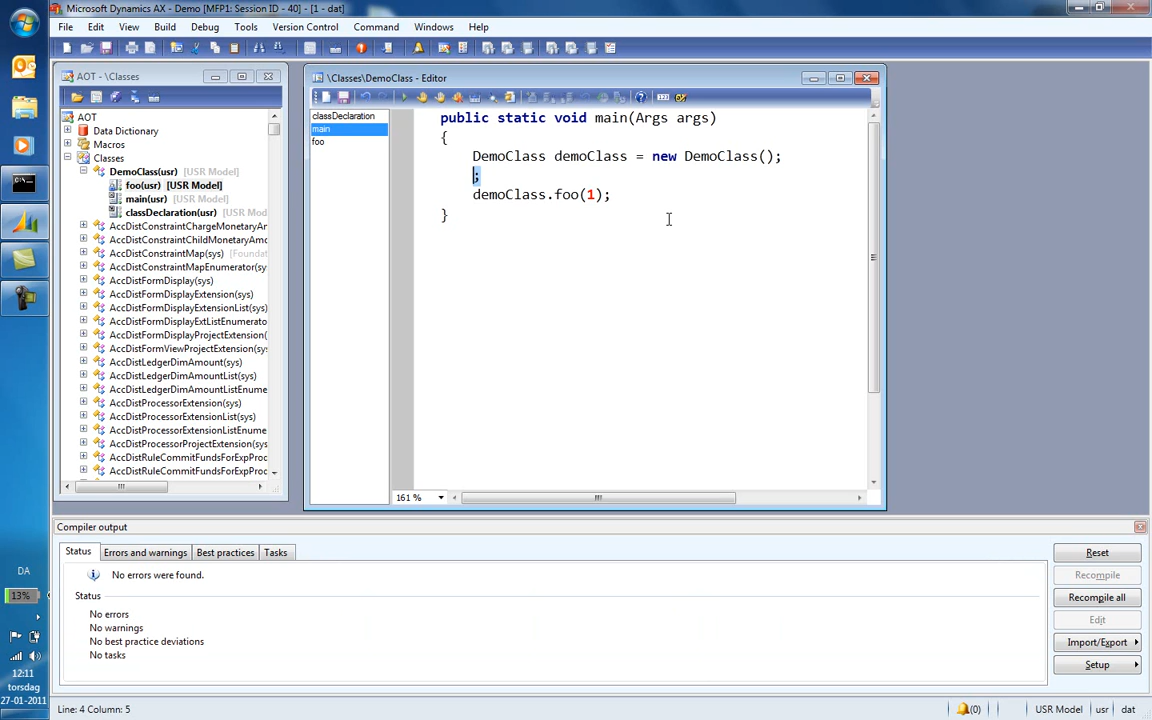 Microsoft Dynamics AX - Demo [MFP1: Session ID - 40] - [1 - dat]
File Edit View Build Debug Tools Version Control Command Windows Help
AOT - \Classes
\Classes\DemoClass - Editor
AOT
Data Dictionary
Macros
Classes
DemoClass(usr)
foo(usr) [USR Model]
main(usr) [USR Model]
classDeclaration(usr) [USR Mod
AccDistConstraintChargeMonetaryAr
AccDistConstraintChildMonetaryAmo
AccDistConstraintMap(sys) [Founda
AccDistConstraintMapEnumerator(sy
AccDistFormDisplay(sys)
AccDistFormDisplayExtension(sys)
AccDistFormDisplayExtensionList(sys)
AccDistFormDisplayExtListEnumerato
AccDistFormDisplayProjectExtension(
AccDistFormViewProjectExtension(sy
AccDistLedgerDimAmount(sys)
AccDistLedgerDimAmountList(sys)
AccDistLedgerDimAmountListEnume
AccDistProcessorExtension(sys)
AccDistProcessorExtensionList(sys)
AccDistProcessorExtensionListEnume
AccDistProcessorProjectExtension(sy
AccDistRuleCommitFundsForExpProc
AccDistRuleCommitFundsForExpProc
classDeclaration
main
foo
public static void main(Args args)
{
DemoClass demoClass = new DemoClass();
;
demoClass.foo(1);
}
161 %
Compiler output
Status Errors and warnings Best practices Tasks
No errors were found.
Status
No errors
No warnings
No best practice deviations
No tasks
Reset
Recompile
Recompile all
Edit
Import/Export
Setup
DA
13%
12:11
torsdag
27-01-2011
Line: 4 Column: 5
(0) USR Model usr dat